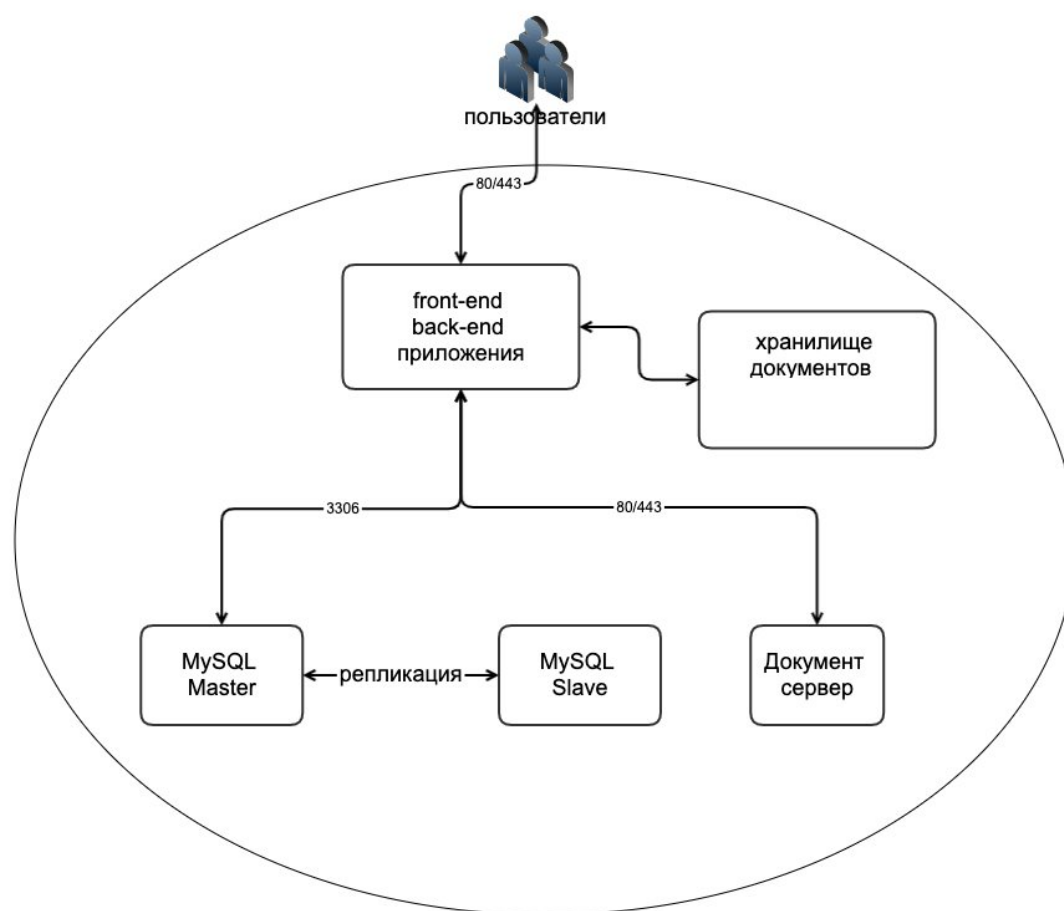 пользователи
80/443
front-end
back-end
приложения
хранилище
документов
3306
80/443
MySQL
Master
репликация
MySQL
Slave
Документ
сервер